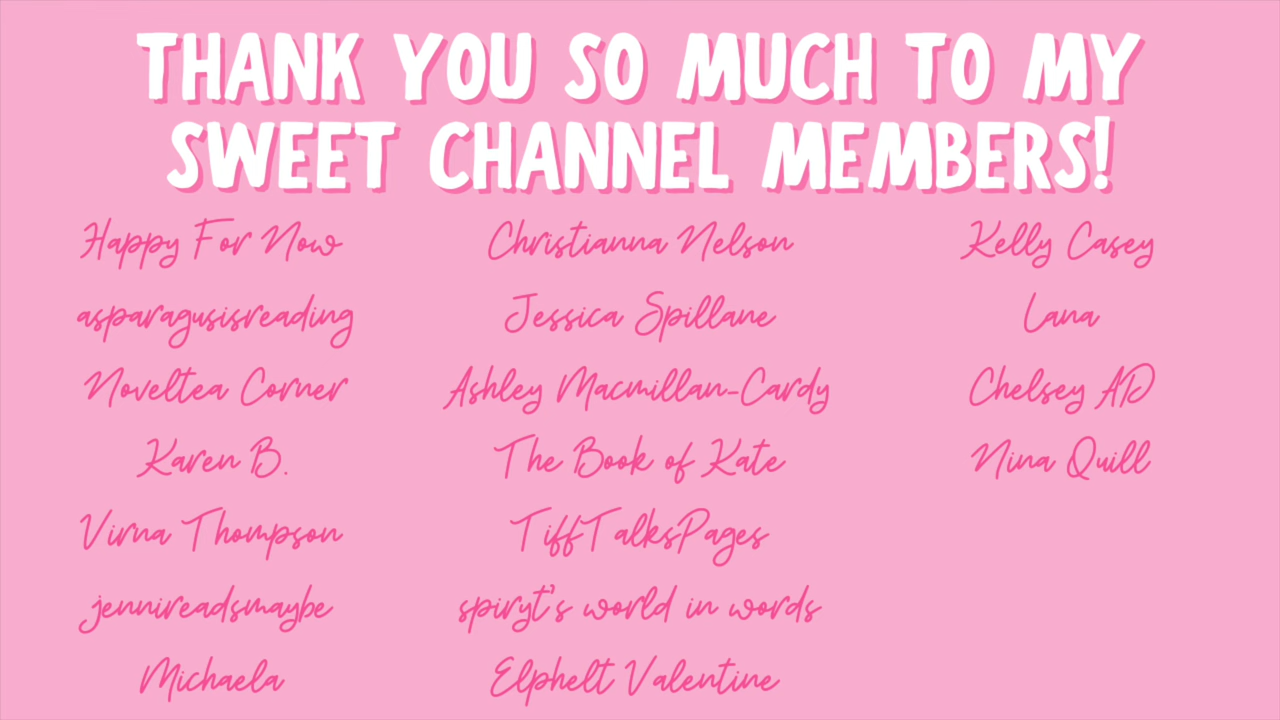 THANK YOU SO MUCH TO MY
SWEET CHANNEL MEMBERS!
Happy For Now
asparagusisreading
Noveltea Corner
Karen B.
Virna Thompson
jennireadsmaybe
Michaela
Christianna Nelson
Jessica Spillane
Ashley Macmillan-Cardy
The Book of Kate
TiffTalksPages
spiryt's world in words
Elphelt Valentine
Kelly Casey
Lana
Chelsey AD
Nina Quill